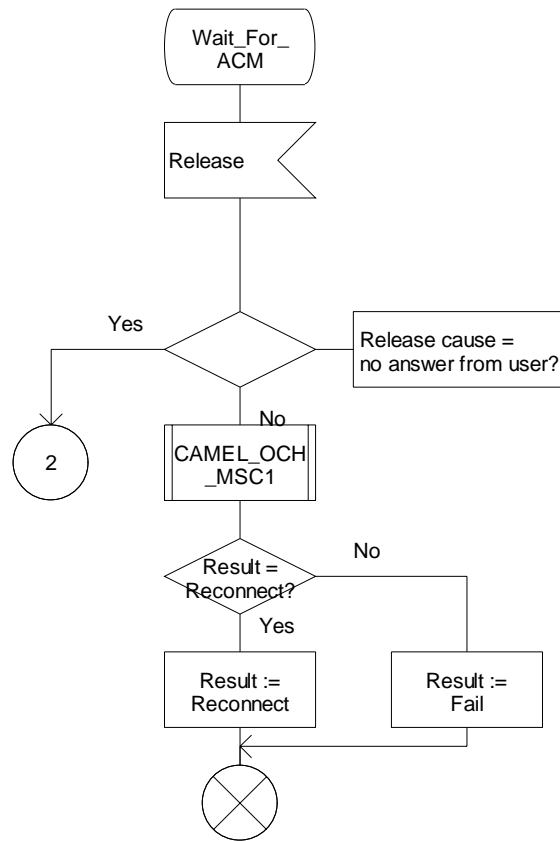 Wait_For_
ACM
Release
Yes
Release cause =
no answer from user?
No
2
CAMEL_OCH
_MSC1
Result =
Reconnect?
No
Yes
Result :=
Reconnect
Result :=
Fail